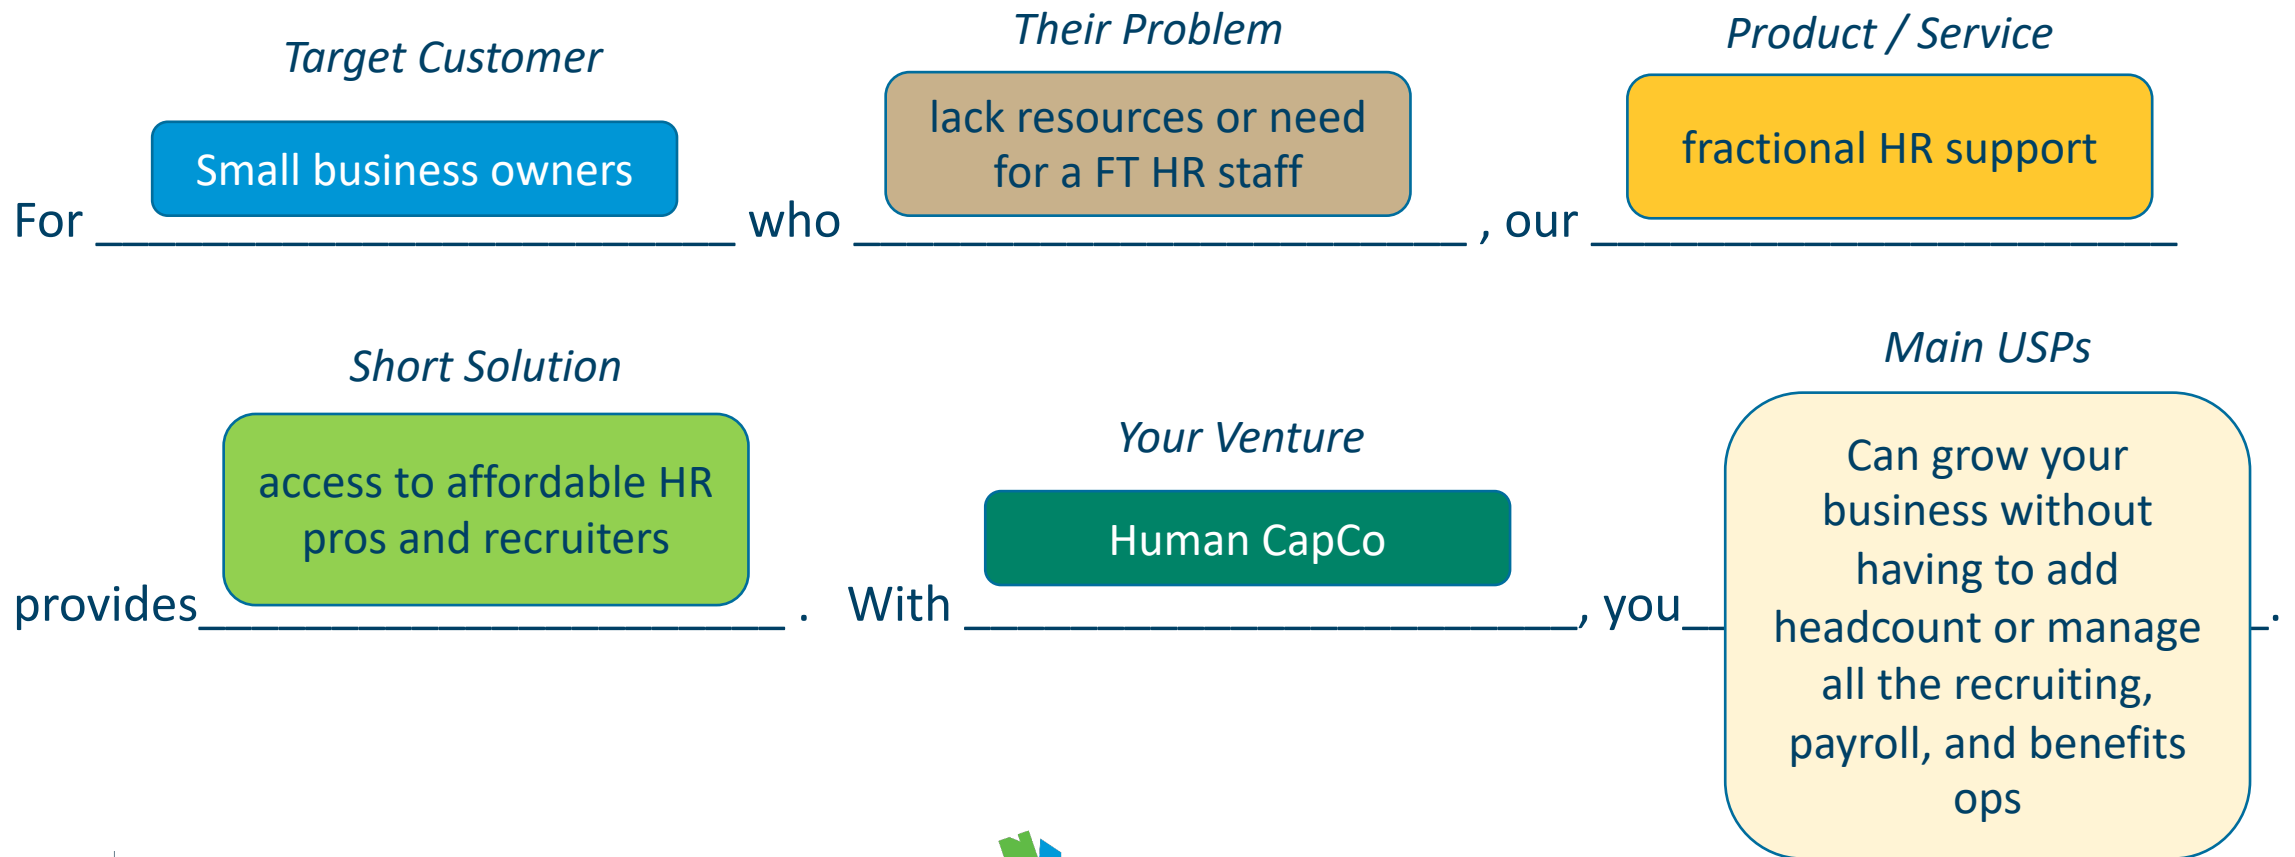 Target Customer
Their Problem
Product / Service
Small business owners
lack resources or need
for a FT HR staff
fractional HR support
For ________________________ who _______________________ , our ______________________
Short Solution
Your Venture
Main USPs
access to affordable HR
pros and recruiters
Human CapCo
Can grow your
business without
having to add
headcount or manage
all the recruiting,
payroll, and benefits
ops
provides______________________ . With _______________________, you______________________.